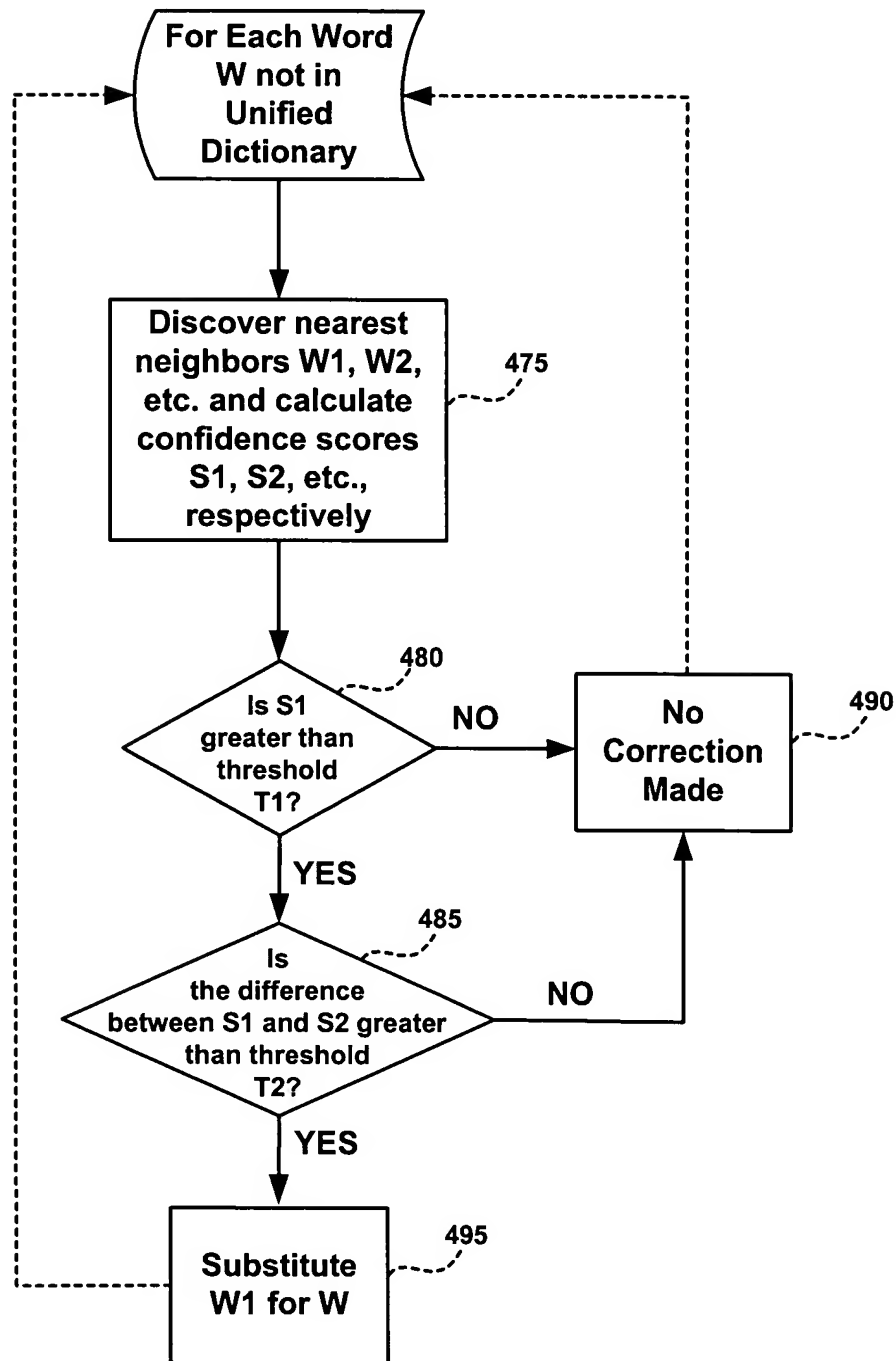 For Each Word
W not in
Unified
Dictionary
Discover nearest
neighbors W1, W2,
etc. and calculate
confidence scores
S1, S2, etc.,
respectively
475
Is S1
greater than
threshold
T1?
480
NO
No
Correction
Made
490
YES
Is
the difference
between S1 and S2 greater
than threshold
T2?
485
NO
YES
Substitute
W1 for W
495